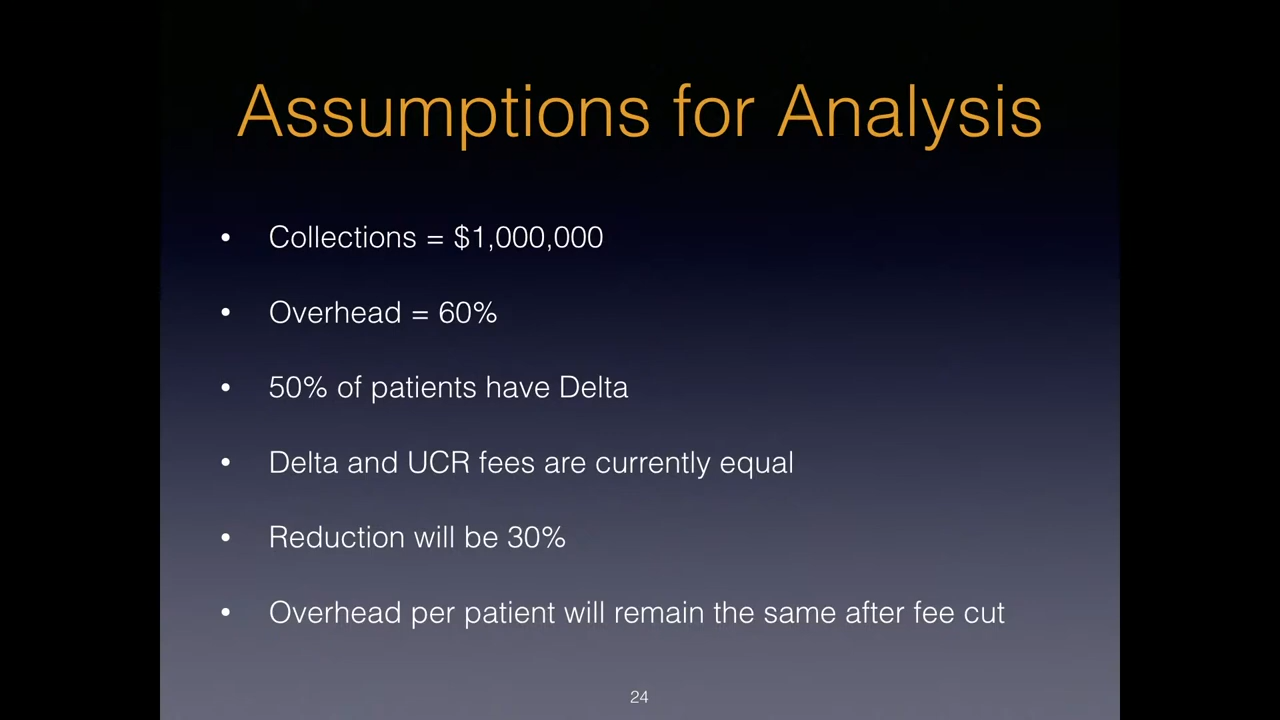 Assumptions for Analysis
• Collections = $1,000,000
• Overhead = 60%
• 50% of patients have Delta
• Delta and UCR fees are currently equal
• Reduction will be 30%
• Overhead per patient will remain the same after fee cut
24